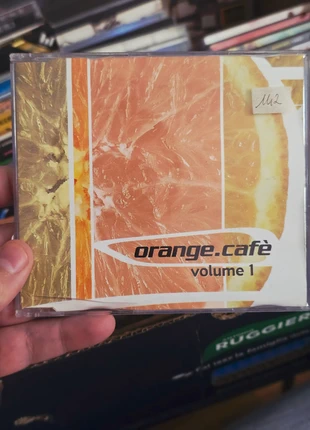 142
orange.cafè
volume 1
RUGGIER